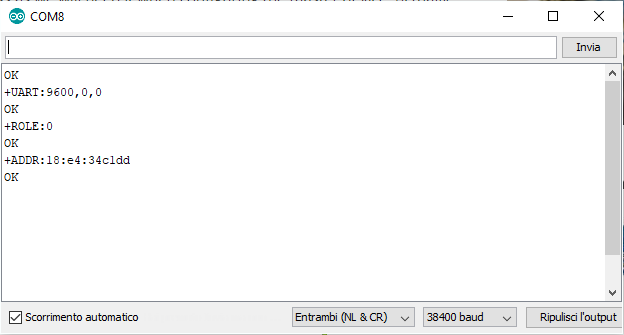 COM8
Invia
OK
+UART:9600,0,0
OK
+ROLE:0
OK
+ADDR:18:e4:34c1dd
OK
Scorrimento automatico
Entrambi (NL & CR)
38400 baud
Ripulisci l'output